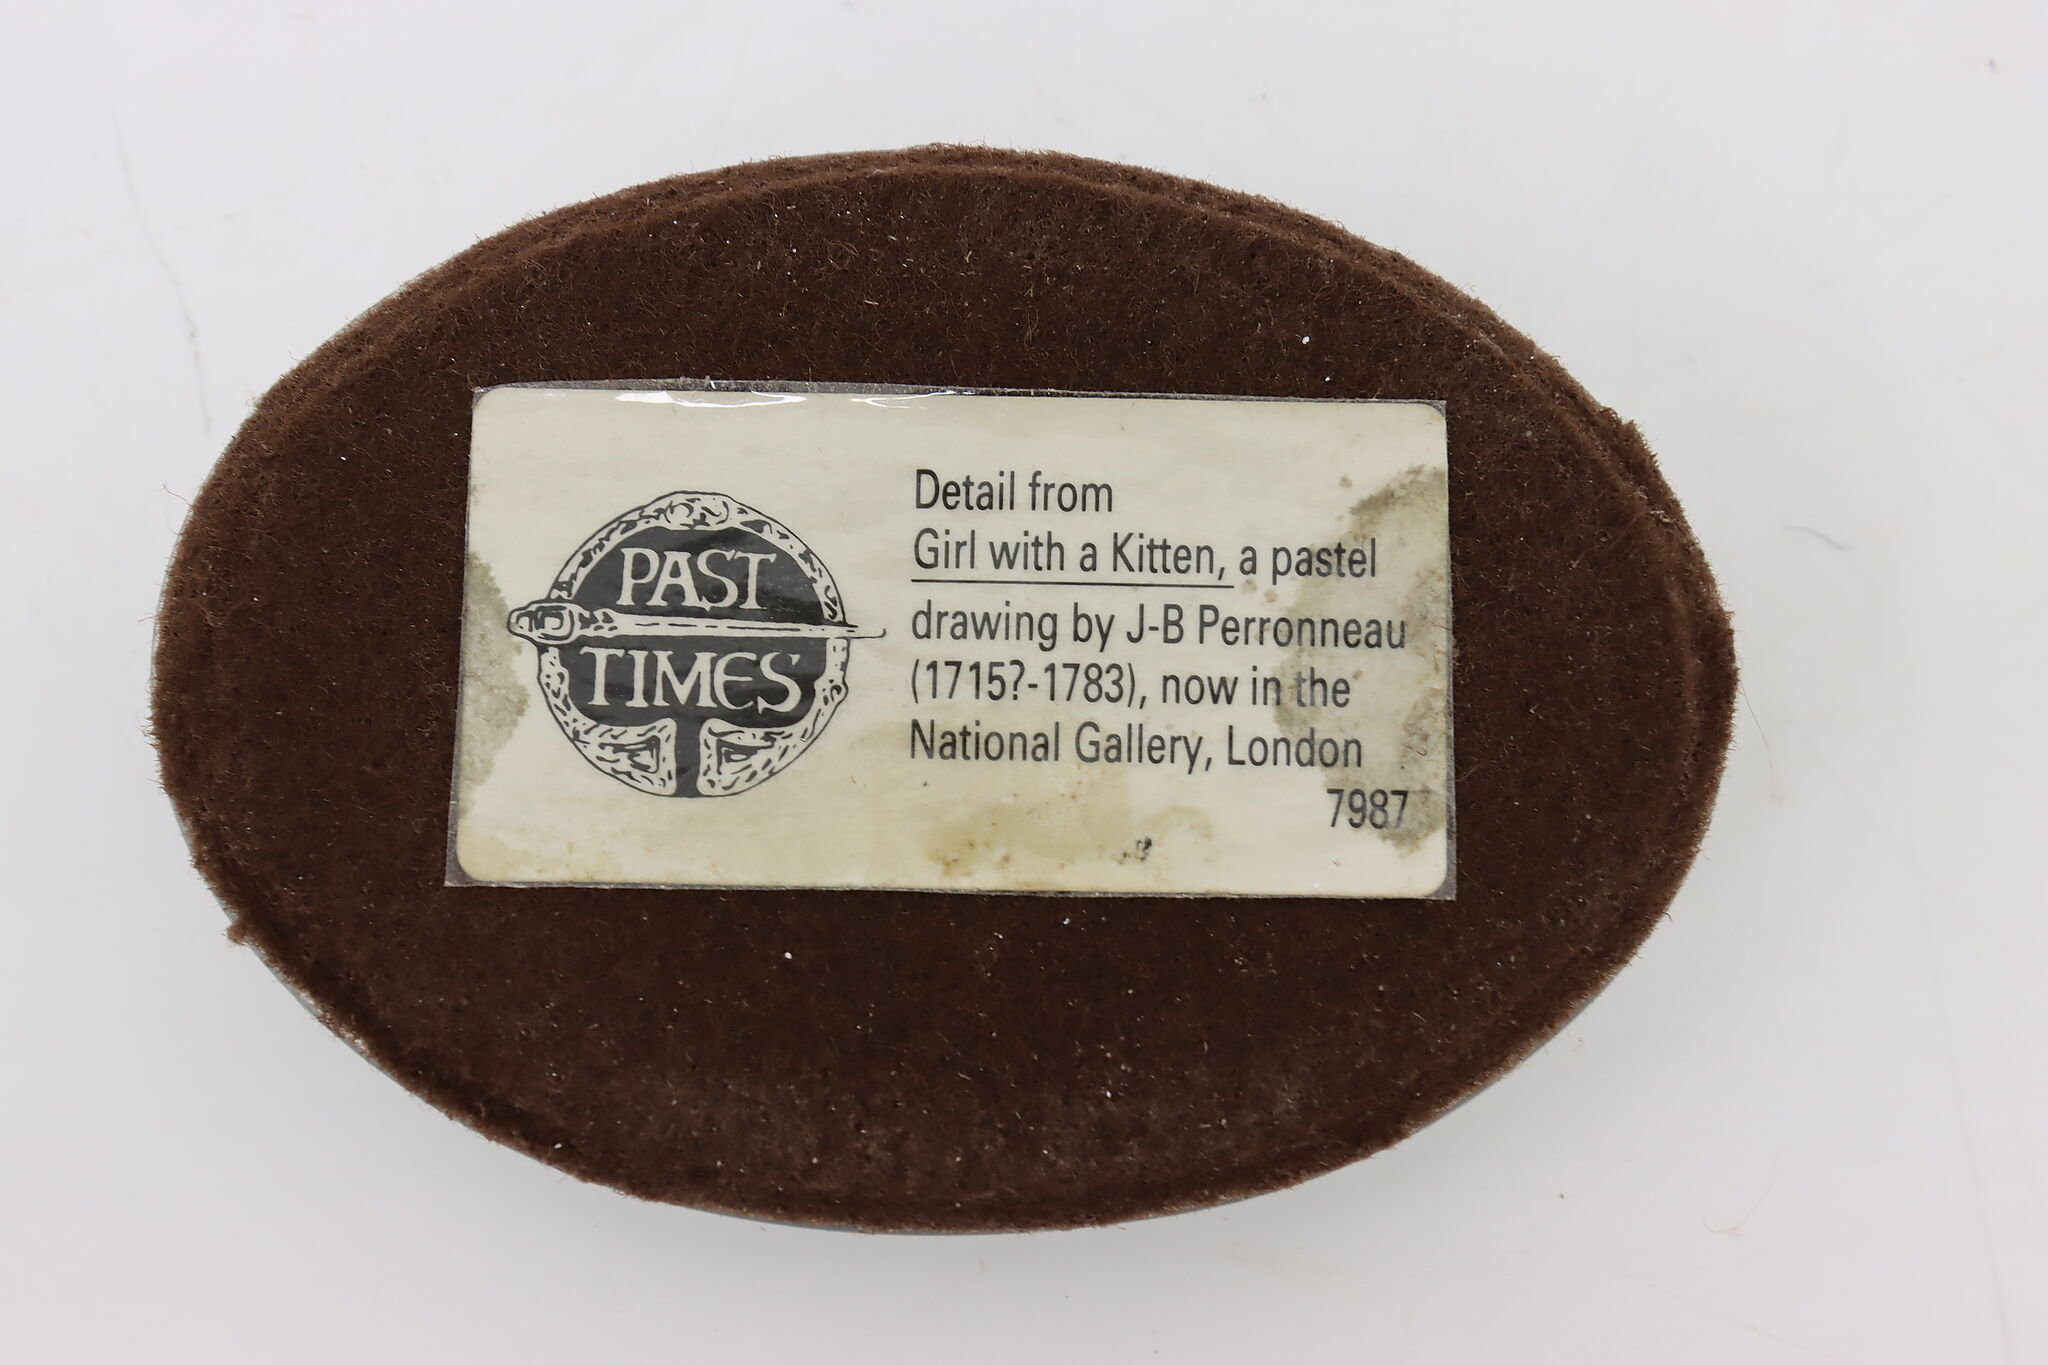 PAST
TIMES
Detail from
Girl with a Kitten, a pastel
drawing by J-B Perronneau
(1715?-1783), now in the
National Gallery, London
7987